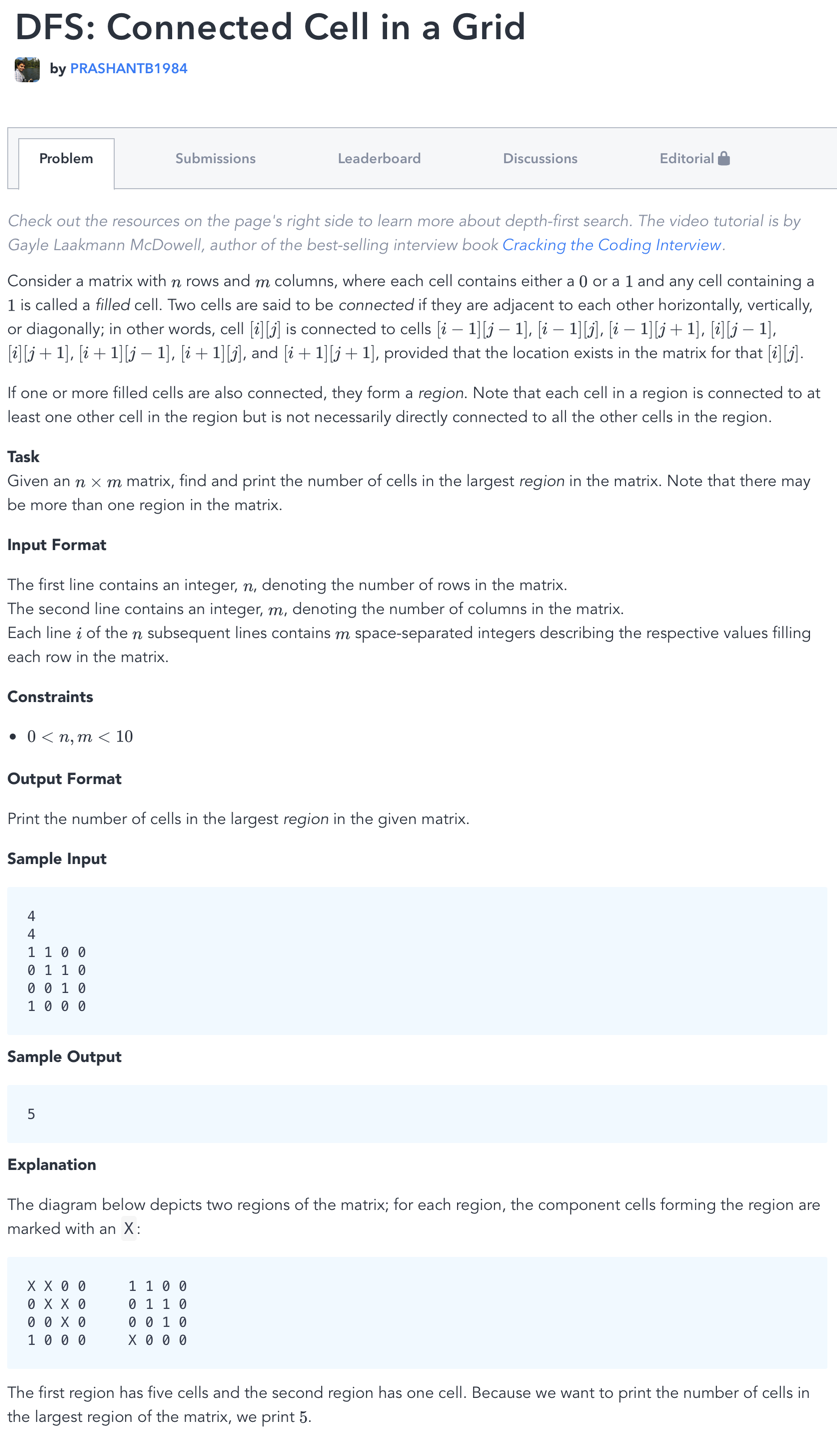 DFS: Connected Cell in a Grid
by PRASHANTB1984
Problem Submissions Leaderboard Discussions Editorial
Check out the resources on the page's right side to learn more about depth-first search. The video tutorial is by
Gayle Laakmann McDowell, author of the best-selling interview book Cracking the Coding Interview.
Consider a matrix with n rows and m columns, where each cell contains either a 0 or a 1 and any cell containing a
1 is called a filled cell. Two cells are said to be connected if they are adjacent to each other horizontally, vertically,
or diagonally; in other words, cell [i][j] is connected to cells [i − 1][j − 1], [i − 1][j], [i − 1][j + 1], [i][j − 1],
[i][j + 1], [i + 1][j − 1], [i + 1][j], and [i + 1][j + 1], provided that the location exists in the matrix for that [i][j].
If one or more filled cells are also connected, they form a region. Note that each cell in a region is connected to at
least one other cell in the region but is not necessarily directly connected to all the other cells in the region.
Task
Given an n × m matrix, find and print the number of cells in the largest region in the matrix. Note that there may
be more than one region in the matrix.
Input Format
The first line contains an integer, n, denoting the number of rows in the matrix.
The second line contains an integer, m, denoting the number of columns in the matrix.
Each line i of the n subsequent lines contains m space-separated integers describing the respective values filling
each row in the matrix.
Constraints
• 0 < n, m < 10
Output Format
Print the number of cells in the largest region in the given matrix.
Sample Input
4
4
1 1 0 0
0 1 1 0
0 0 1 0
1 0 0 0
Sample Output
5
Explanation
The diagram below depicts two regions of the matrix; for each region, the component cells forming the region are
marked with an X:
X X 0 0     1 1 0 0
0 X X 0     0 1 1 0
0 0 X 0     0 0 1 0
1 0 0 0     X 0 0 0
The first region has five cells and the second region has one cell. Because we want to print the number of cells in
the largest region of the matrix, we print 5.